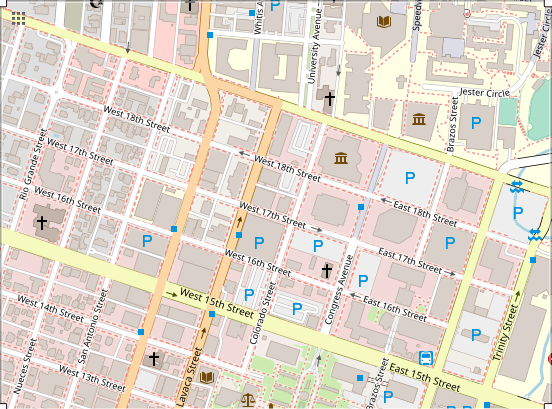 Whitis A
University Avenue
Speedw
Jester Circle
Jester Circle
Brazos Street
West 18th Street
West 18th Street
East 18th Street
West 17th Street
West 17th Street
East 17th Street
Rio Grande Street
West 16th Street
West 16th Street
East 16th Street
Congress Avenue
Colorado Street
West 15th Street
East 15th Street
Trinity Street
West 14th Street
San Antonio Street
Nueces Street
West 13th Street
Lavaca Street
Brazos Street
P
P
P
P
P
P
P
P
P
P
P
P